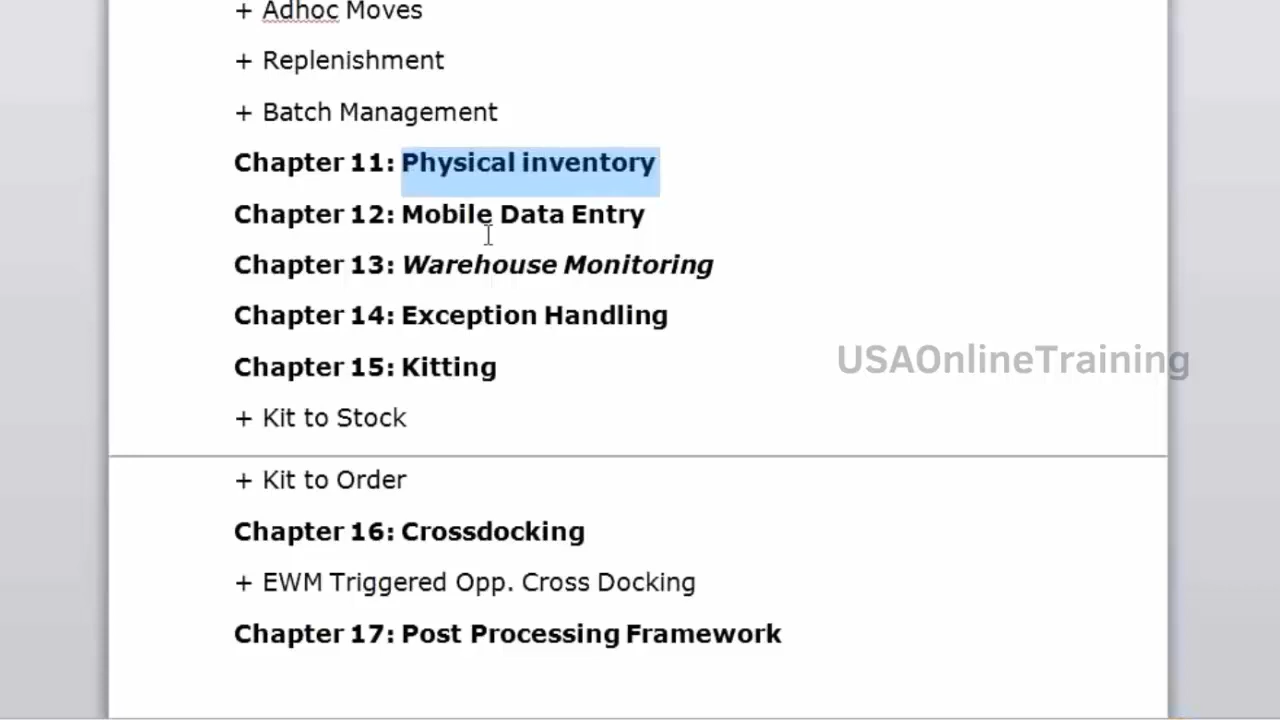 + Adhoc Moves
+ Replenishment
+ Batch Management
Chapter 11: Physical inventory
Chapter 12: Mobile Data Entry
Chapter 13: Warehouse Monitoring
Chapter 14: Exception Handling
USAOnlineTraining
Chapter 15: Kitting
+ Kit to Stock
+ Kit to Order
Chapter 16: Crossdocking
+ EWM Triggered Opp. Cross Docking
Chapter 17: Post Processing Framework